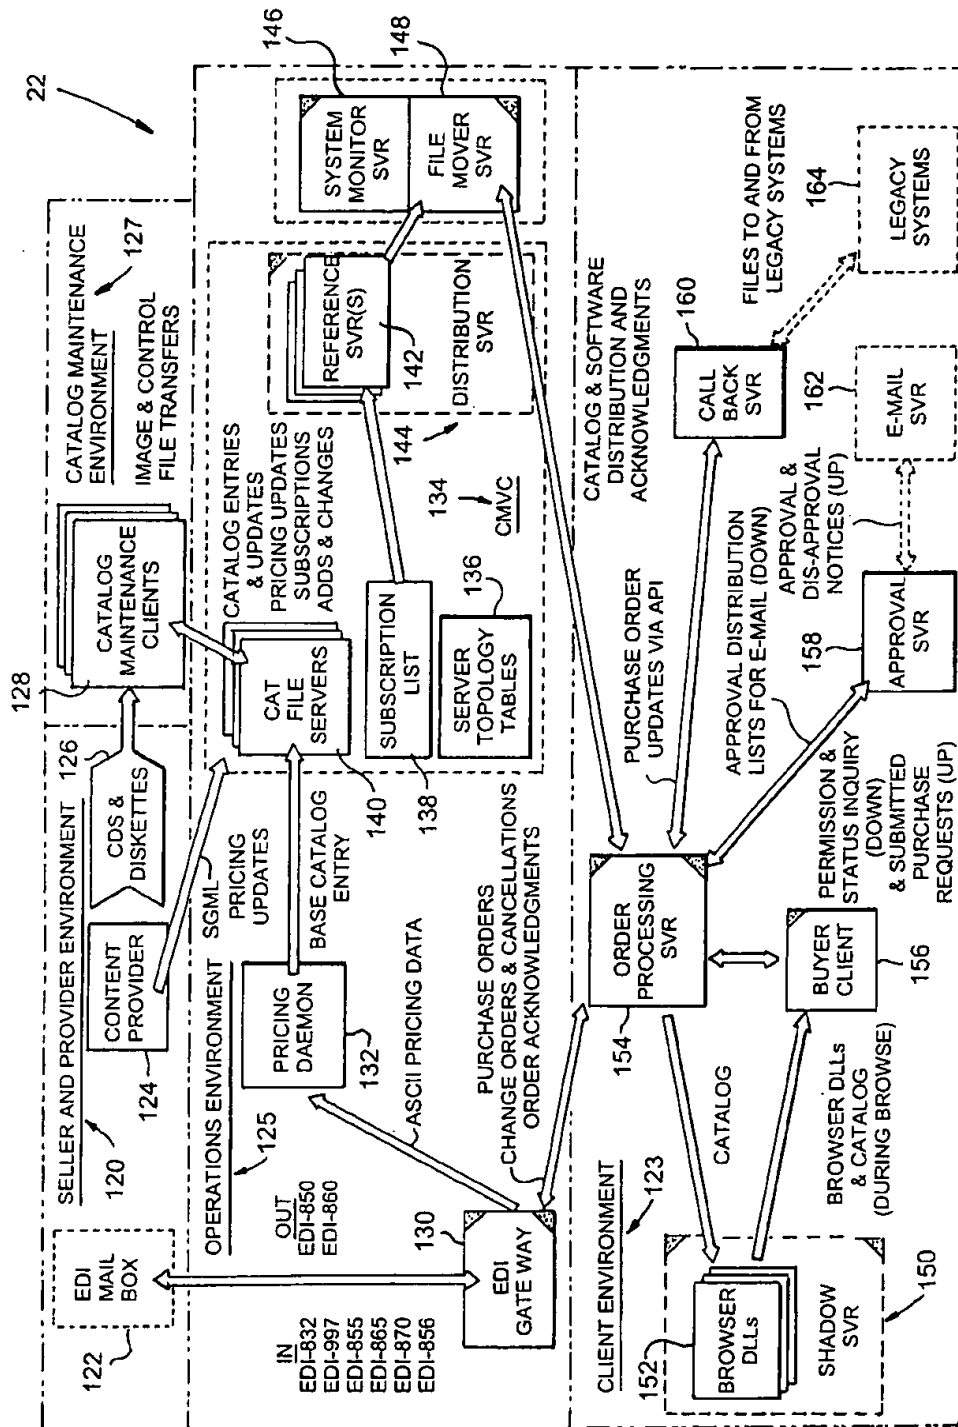 22
SELLER AND PROVIDER ENVIRONMENT
120
EDI
MAIL
BOX
122
CONTENT
PROVIDER
124
CDS &
DISKETTES
126
128
CATALOG
MAINTENANCE
CLIENTS
CATALOG MAINTENANCE
ENVIRONMENT
127
IMAGE & CONTROL
FILE TRANSFERS
OPERATIONS ENVIRONMENT
125
IN
EDI-832
EDI-997
EDI-855
EDI-865
EDI-870
EDI-856
OUT
EDI-850
EDI-860
130
EDI
GATE WAY
PRICING
DAEMON
132
ASCII PRICING DATA
SGML
PRICING
UPDATES
BASE CATALOG
ENTRY
PURCHASE ORDERS
CHANGE ORDERS & CANCELLATIONS
ORDER ACKNOWLEDGMENTS
CAT
FILE
SERVERS
140
CATALOG ENTRIES
& UPDATES
PRICING UPDATES
SUBSCRIPTIONS
ADDS & CHANGES
SUBSCRIPTION
LIST
138
136
SERVER
TOPOLOGY
TABLES
134
CMVC
144
REFERENCE
SVR(S)
142
DISTRIBUTION
SVR
SYSTEM
MONITOR
SVR
146
FILE
MOVER
SVR
148
CATALOG & SOFTWARE
DISTRIBUTION AND
ACKNOWLEDGMENTS
CLIENT ENVIRONMENT
123
152
BROWSER
DLLs
SHADOW
SVR
150
CATALOG
BROWSER DLLs
& CATALOG
(DURING BROWSE)
154
ORDER
PROCESSING
SVR
BUYER
CLIENT
156
PERMISSION &
STATUS INQUIRY
(DOWN)
& SUBMITTED
PURCHASE
REQUESTS (UP)
PURCHASE ORDER
UPDATES VIA API
APPROVAL DISTRIBUTION
LISTS FOR E-MAIL (DOWN)
158
APPROVAL
SVR
APPROVAL &
DIS-APPROVAL
NOTICES (UP)
160
CALL
BACK
SVR
162
E-MAIL
SVR
FILES TO AND FROM
LEGACY SYSTEMS
164
LEGACY
SYSTEMS